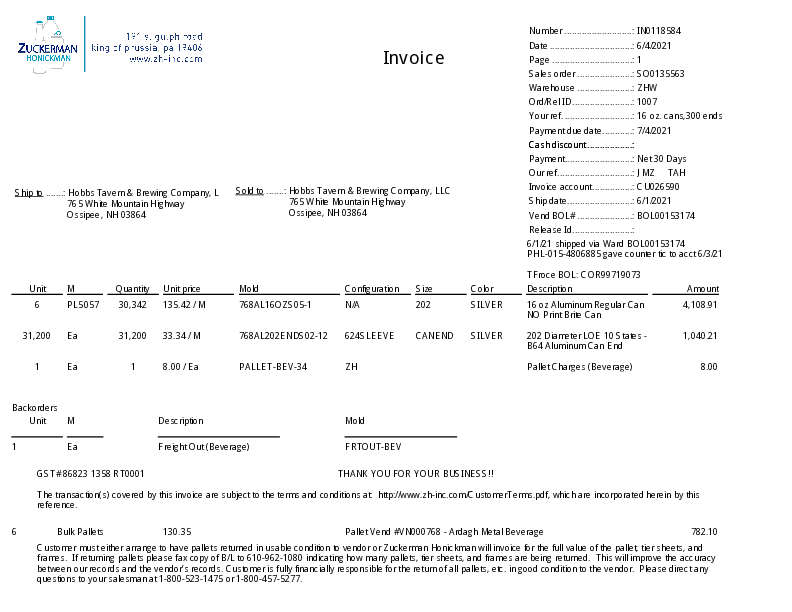 ZUCKERMAN
HONICKMAN
191 s. gulph road
king of prussia, pa 19406
www.zh-inc.com
Invoice
Number..........................: IN0118584
Date ..............................: 6/4/2021
Page ..............................: 1
Sales order ...................: SO0135563
Warehouse ....................: ZHW
Ord/Rel ID......................: 1007
Your ref..........................: 16 oz. cans,300 ends
Payment due date..........: 7/4/2021
Cash discount................:
Payment........................: Net 30 Days
Our ref...........................: JMZ TAH
Invoice account..............: CU026590
Ship date.......................: 6/1/2021
Vend BOL#....................: BOL00153174
Release Id......................:
6/1/21 shipped via Ward BOL00153174
PHL-015-4806885 gave counter tic to acct 6/3/21
TForce BOL: COR99719073
Ship to .......: Hobbs Tavern & Brewing Company, L
765 White Mountain Highway
Ossipee, NH 03864
Sold to .......: Hobbs Tavern & Brewing Company, LLC
765 White Mountain Highway
Ossipee, NH 03864
Unit M Quantity Unit price Mold Configuration Size Color Description Amount
6 PL5057 30,342 135.42 / M 768AL16OZS05-1 N/A 202 SILVER 16 oz Aluminum Regular Can 4,108.91
NO Print Brite Can
31,200 Ea 31,200 33.34 / M 768AL202ENDS02-12 624SLEEVE CANEND SILVER 202 Diameter LOE 10 States - 1,040.21
B64 Aluminum Can End
1 Ea 1 8.00 / Ea PALLET-BEV-34 ZH Pallet Charges (Beverage) 8.00
Backorders
Unit M Description Mold
1 Ea Freight Out (Beverage) FRTOUT-BEV
GST #86823 1358 RT0001 THANK YOU FOR YOUR BUSINESS!!
The transaction(s) covered by this invoice are subject to the terms and conditions at: http://www.zh-inc.com/CustomerTerms.pdf, which are incorporated herein by this
reference.
6 Bulk Pallets 130.35 Pallet Vend #VN000768 - Ardagh Metal Beverage 782.10
Customer must either arrange to have pallets returned in usable condition to vendor or Zuckerman Honickman will invoice for the full value of the pallet, tier sheets, and
frames. If returning pallets please fax copy of B/L to 610-962-1080 indicating how many pallets, tier sheets, and frames are being returned. This will improve the accuracy
between our records and the vendor's records. Customer is fully financially responsible for the return of all pallets, etc. in good condition to the vendor. Please direct any
questions to your salesman at 1-800-523-1475 or 1-800-457-5277.